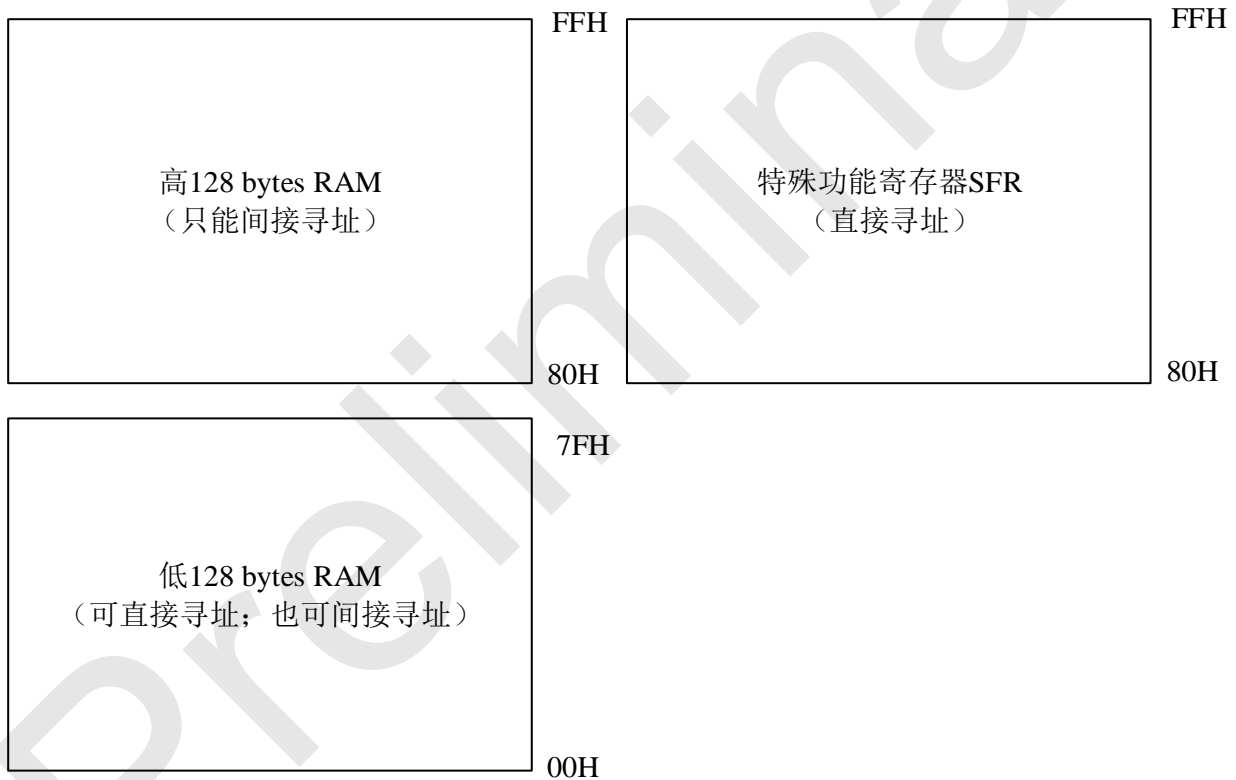 FFH
高128 bytes RAM
（只能间接寻址）
80H
FFH
特殊功能寄存器SFR
（直接寻址）
80H
7FH
低128 bytes RAM
（可直接寻址；也可间接寻址）
00H
Prelimina